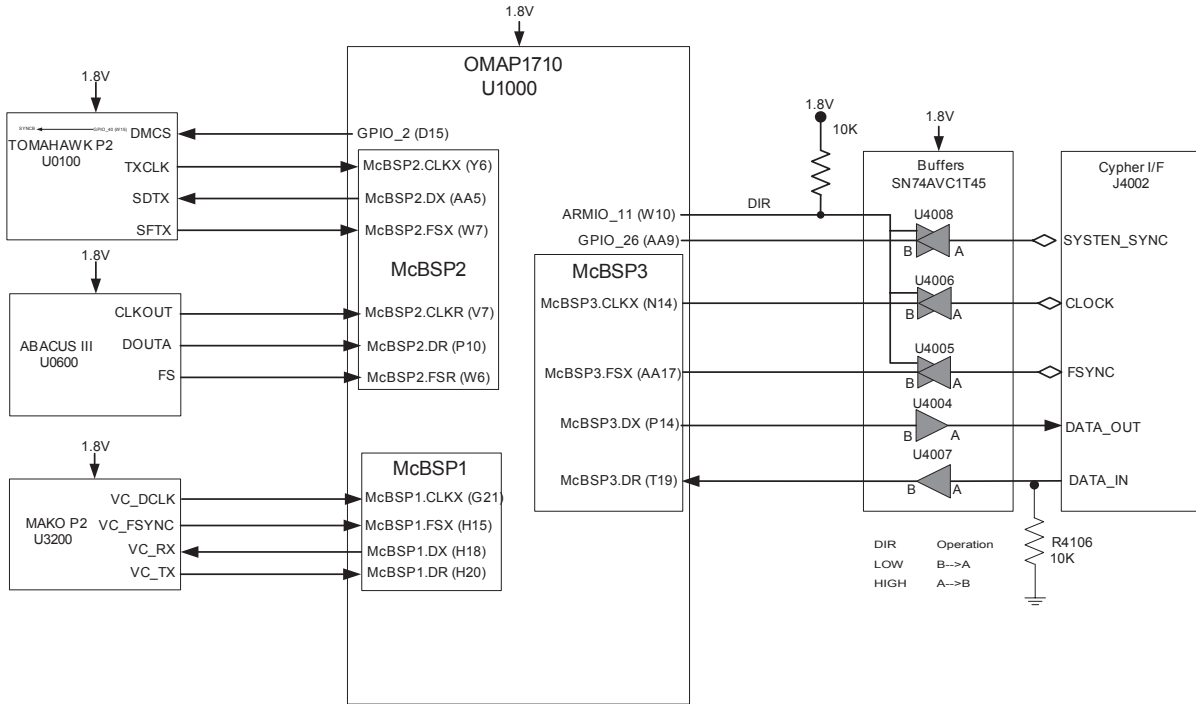 1.8V
OMAP1710
U1000
1.8V
SYNCB GPIO_40 (W15)
TOMAHAWK P2
U0100
DMCS
TXCLK
SDTX
SFTX
GPIO_2 (D15)
McBSP2.CLKX (Y6)
McBSP2.DX (AA5)
McBSP2.FSX (W7)
McBSP2
McBSP2.CLKR (V7)
McBSP2.DR (P10)
McBSP2.FSR (W6)
1.8V
ABACUS III
U0600
CLKOUT
DOUTA
FS
1.8V
MAKO P2
U3200
VC_DCLK
VC_FSYNC
VC_RX
VC_TX
McBSP1
McBSP1.CLKX (G21)
McBSP1.FSX (H15)
McBSP1.DX (H18)
McBSP1.DR (H20)
ARMIO_11 (W10)
GPIO_26 (AA9)
McBSP3
McBSP3.CLKX (N14)
McBSP3.FSX (AA17)
McBSP3.DX (P14)
McBSP3.DR (T19)
1.8V
10K
DIR
1.8V
Buffers
SN74AVC1T45
U4008
B A
U4006
B A
U4005
B A
U4004
B A
U4007
B A
Cypher I/F
J4002
SYSTEN_SYNC
CLOCK
FSYNC
DATA_OUT
DATA_IN
R4106
10K
DIR Operation
LOW B-->A
HIGH A-->B